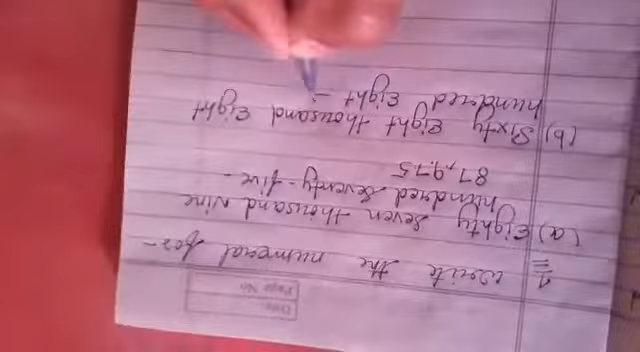 Date:
Page No:
1 Write the numeral for-
(a) Eighty Seven thousand nine
hundred Seventy-five-
87,975
(b) Sixty Eight thousand Eight
hundred Eight -